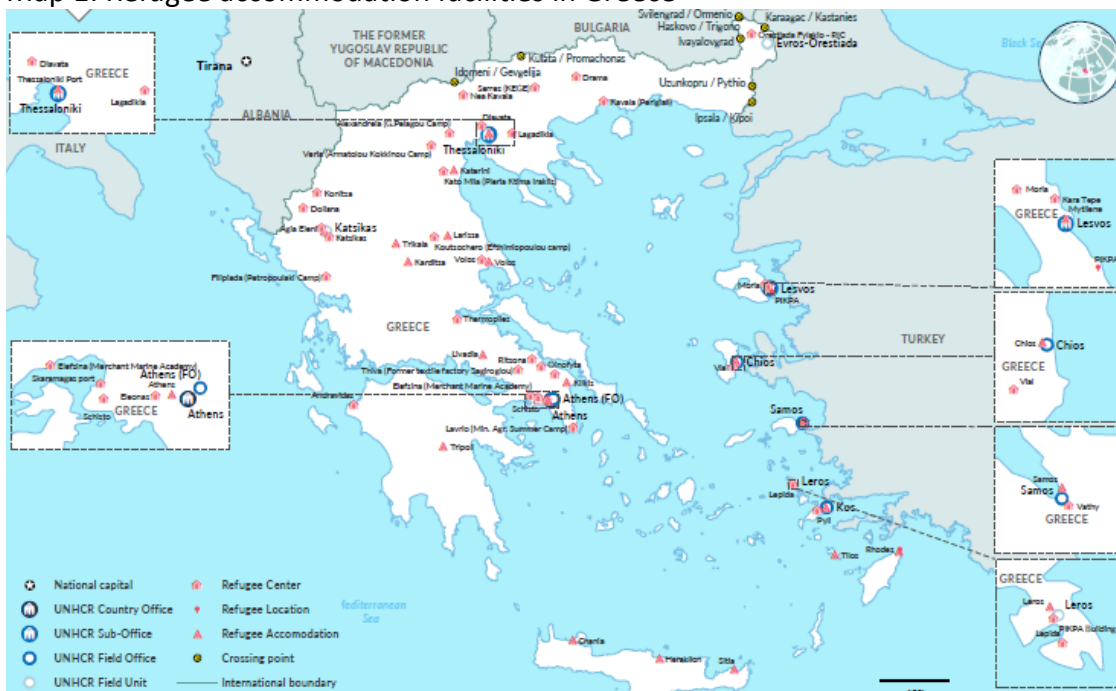 Map 1: Refugee accommodation facilities in Greece
Svilengrad / Ormenio
Haskovo / Trigono
Ivayalovgrad
Karaagac / Kastanies
Orestiada Fylakio - RIC
Evros-Orestiada
BULGARIA
THE FORMER
YUGOSLAV REPUBLIC
OF MACEDONIA
Tirana
ALBANIA
ITALY
Diavata
Thessaloniki Port
GREECE
Thessaloniki
Lagadikia
Idomeni / Gevgelija
Kulata / Promachonas
Serres (KEGE)
Nea Kavala
Drama
Kavala (Perigiali)
Uzunkopru / Pythio
Ipsala / Kipoi
Alexandreia (G.Pelagou Camp)
Diavata
Lagadikia
Veria (Armatolou Kokkinou Camp)
Thessaloniki
Katerini
Kato Milia (Pieria Ktima Iraklis)
Konitsa
Doliana
Agia Eleni
Katsikas
Katsikas
Trikala
Larissa
Koutsochero (Efthimiopoulou camp)
Karditsa
Volos
Volos
Filipiada (Petropoulaki Camp)
GREECE
Thermopiles
Livadia
Ritsona
Oinofyta
Thiva (Former textile factory Sagiroglou)
Kilkis
Elefsina (Merchant Marine Academy)
Andravidas
Schisto
Athens (FO)
Athens
Lavrio (Min. Agr. Summer Camp)
Tripoli
Elefsina (Merchant Marine Academy)
Skaramagas port
Athens (FO)
Athens
Eleonas
Schisto
GREECE
Athens
Moria
Lesvos
PIKPA
Vial
Chios
Samos
Leros
Lepida
Kos
Pyli
Tilos
Rhodes
Chania
Heraklion
Sitia
TURKEY
Black Sea
Mediterranean
Sea
Moria
Kara Tepe
Mytilene
GREECE
Lesvos
PIKPA
Chios
Chios
GREECE
Vial
Samos
Samos
Vathy
GREECE
GREECE
Leros
Leros
PIKPA Building
Lepida
National capital
UNHCR Country Office
UNHCR Sub-Office
UNHCR Field Office
UNHCR Field Unit
Refugee Center
Refugee Location
Refugee Accomodation
Crossing point
International boundary